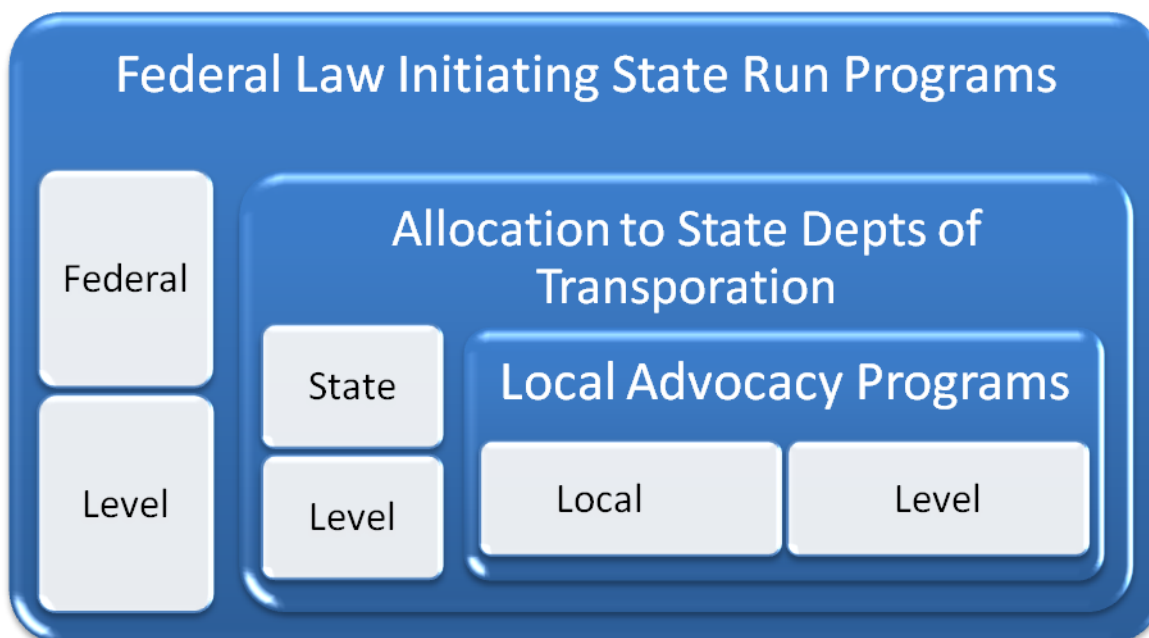 Federal Law Initiating State Run Programs
Federal
Level
Allocation to State Depts of
Transporation
State
Level
Local Advocacy Programs
Local
Level